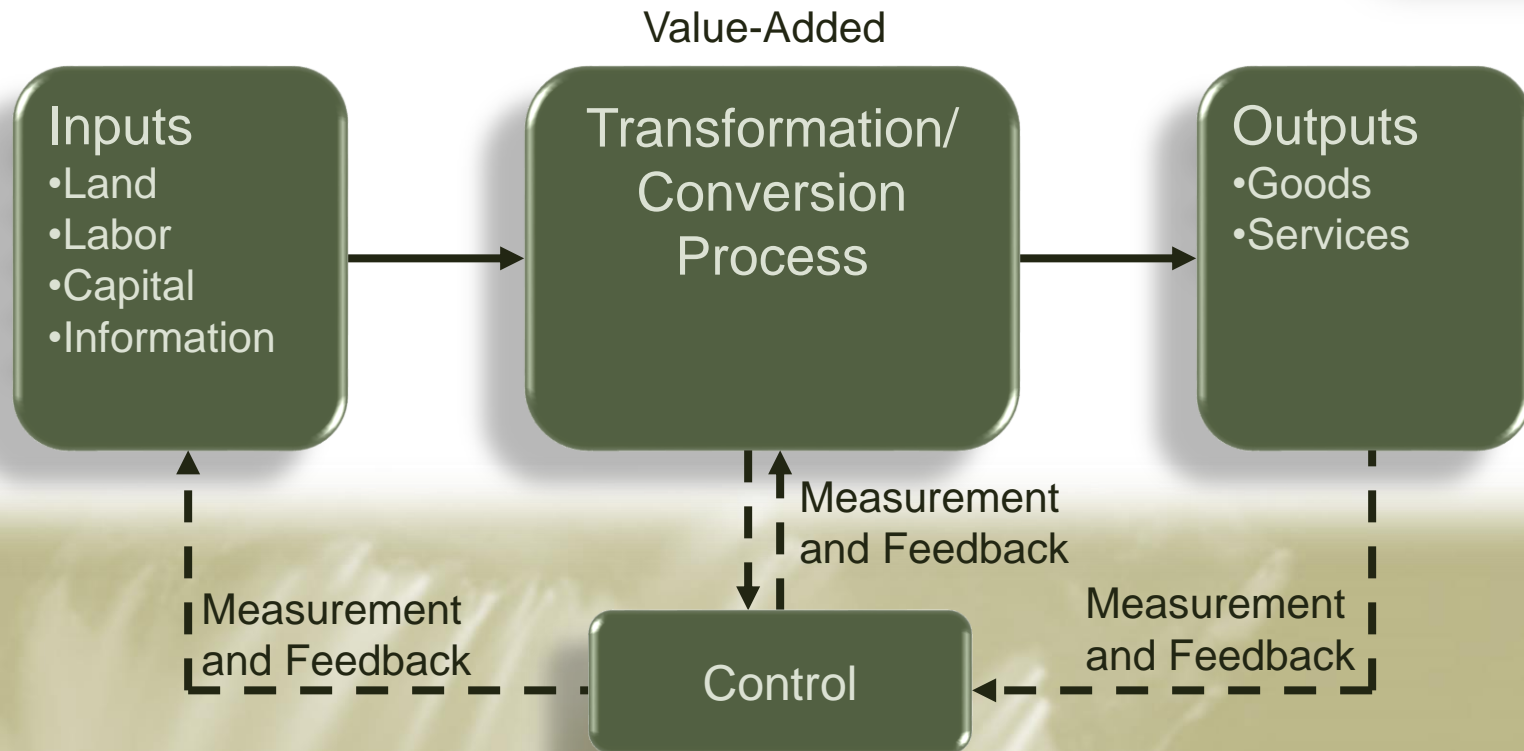 Value-Added
Inputs
•Land
•Labor
•Capital
•Information
Transformation/
Conversion
Process
Outputs
•Goods
•Services
Measurement
and Feedback
Measurement
and Feedback
Measurement
and Feedback
Control